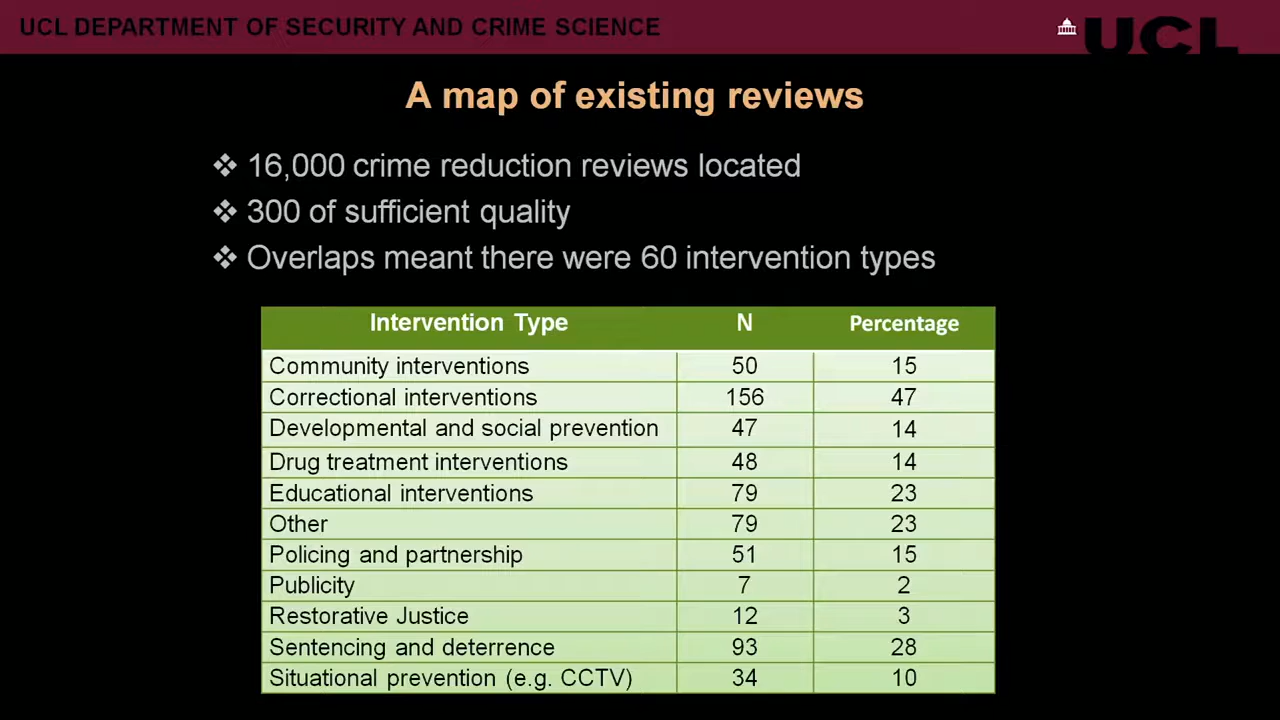 UCL DEPARTMENT OF SECURITY AND CRIME SCIENCE
UCL
A map of existing reviews
❖ 16,000 crime reduction reviews located
❖ 300 of sufficient quality
❖ Overlaps meant there were 60 intervention types
Intervention Type N Percentage
Community interventions 50 15
Correctional interventions 156 47
Developmental and social prevention 47 14
Drug treatment interventions 48 14
Educational interventions 79 23
Other 79 23
Policing and partnership 51 15
Publicity 7 2
Restorative Justice 12 3
Sentencing and deterrence 93 28
Situational prevention (e.g. CCTV) 34 10